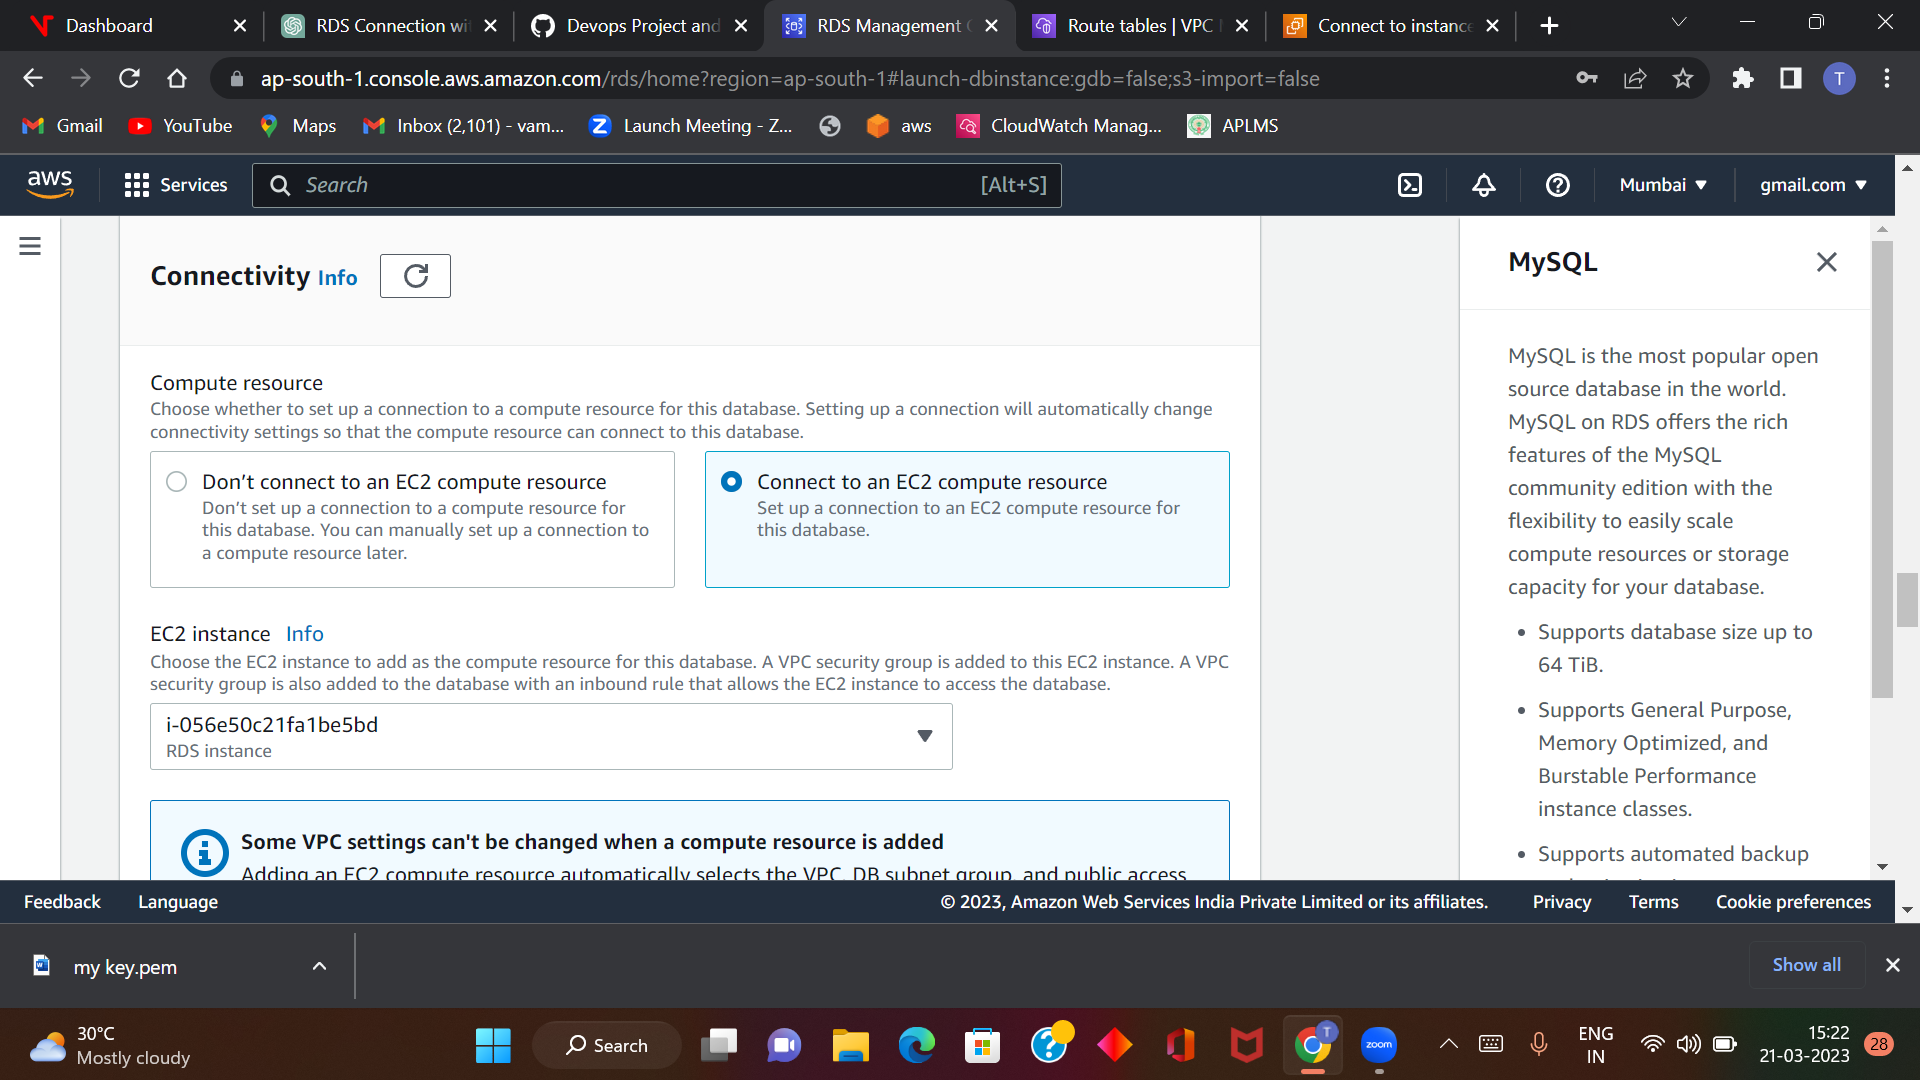 Dashboard
RDS Connection wi
Devops Project and
RDS Management
Route tables | VPC
Connect to instance
ap-south-1.console.aws.amazon.com/rds/home?region=ap-south-1#launch-dbinstance:gdb=false;s3-import=false
T
Gmail
YouTube
Maps
Inbox (2,101) - vam...
Launch Meeting - Z...
aws
CloudWatch Manag...
APLMS
aws
Services
Search
[Alt+S]
Mumbai
gmail.com
Connectivity Info
Compute resource
Choose whether to set up a connection to a compute resource for this database. Setting up a connection will automatically change
connectivity settings so that the compute resource can connect to this database.
Don't connect to an EC2 compute resource
Don't set up a connection to a compute resource for
this database. You can manually set up a connection to
a compute resource later.
Connect to an EC2 compute resource
Set up a connection to an EC2 compute resource for
this database.
EC2 instance Info
Choose the EC2 instance to add as the compute resource for this database. A VPC security group is added to this EC2 instance. A VPC
security group is also added to the database with an inbound rule that allows the EC2 instance to access the database.
i-056e50c21fa1be5bd
RDS instance
Some VPC settings can't be changed when a compute resource is added
Adding an EC2 compute resource automatically selects the VPC, DB subnet group, and public access
MySQL
MySQL is the most popular open
source database in the world.
MySQL on RDS offers the rich
features of the MySQL
community edition with the
flexibility to easily scale
compute resources or storage
capacity for your database.
• Supports database size up to
64 TiB.
• Supports General Purpose,
Memory Optimized, and
Burstable Performance
instance classes.
• Supports automated backup
Feedback
Language
© 2023, Amazon Web Services India Private Limited or its affiliates.
Privacy
Terms
Cookie preferences
my key.pem
Show all
30°C
Mostly cloudy
Search
T
zoom
ENG
IN
15:22
21-03-2023
28